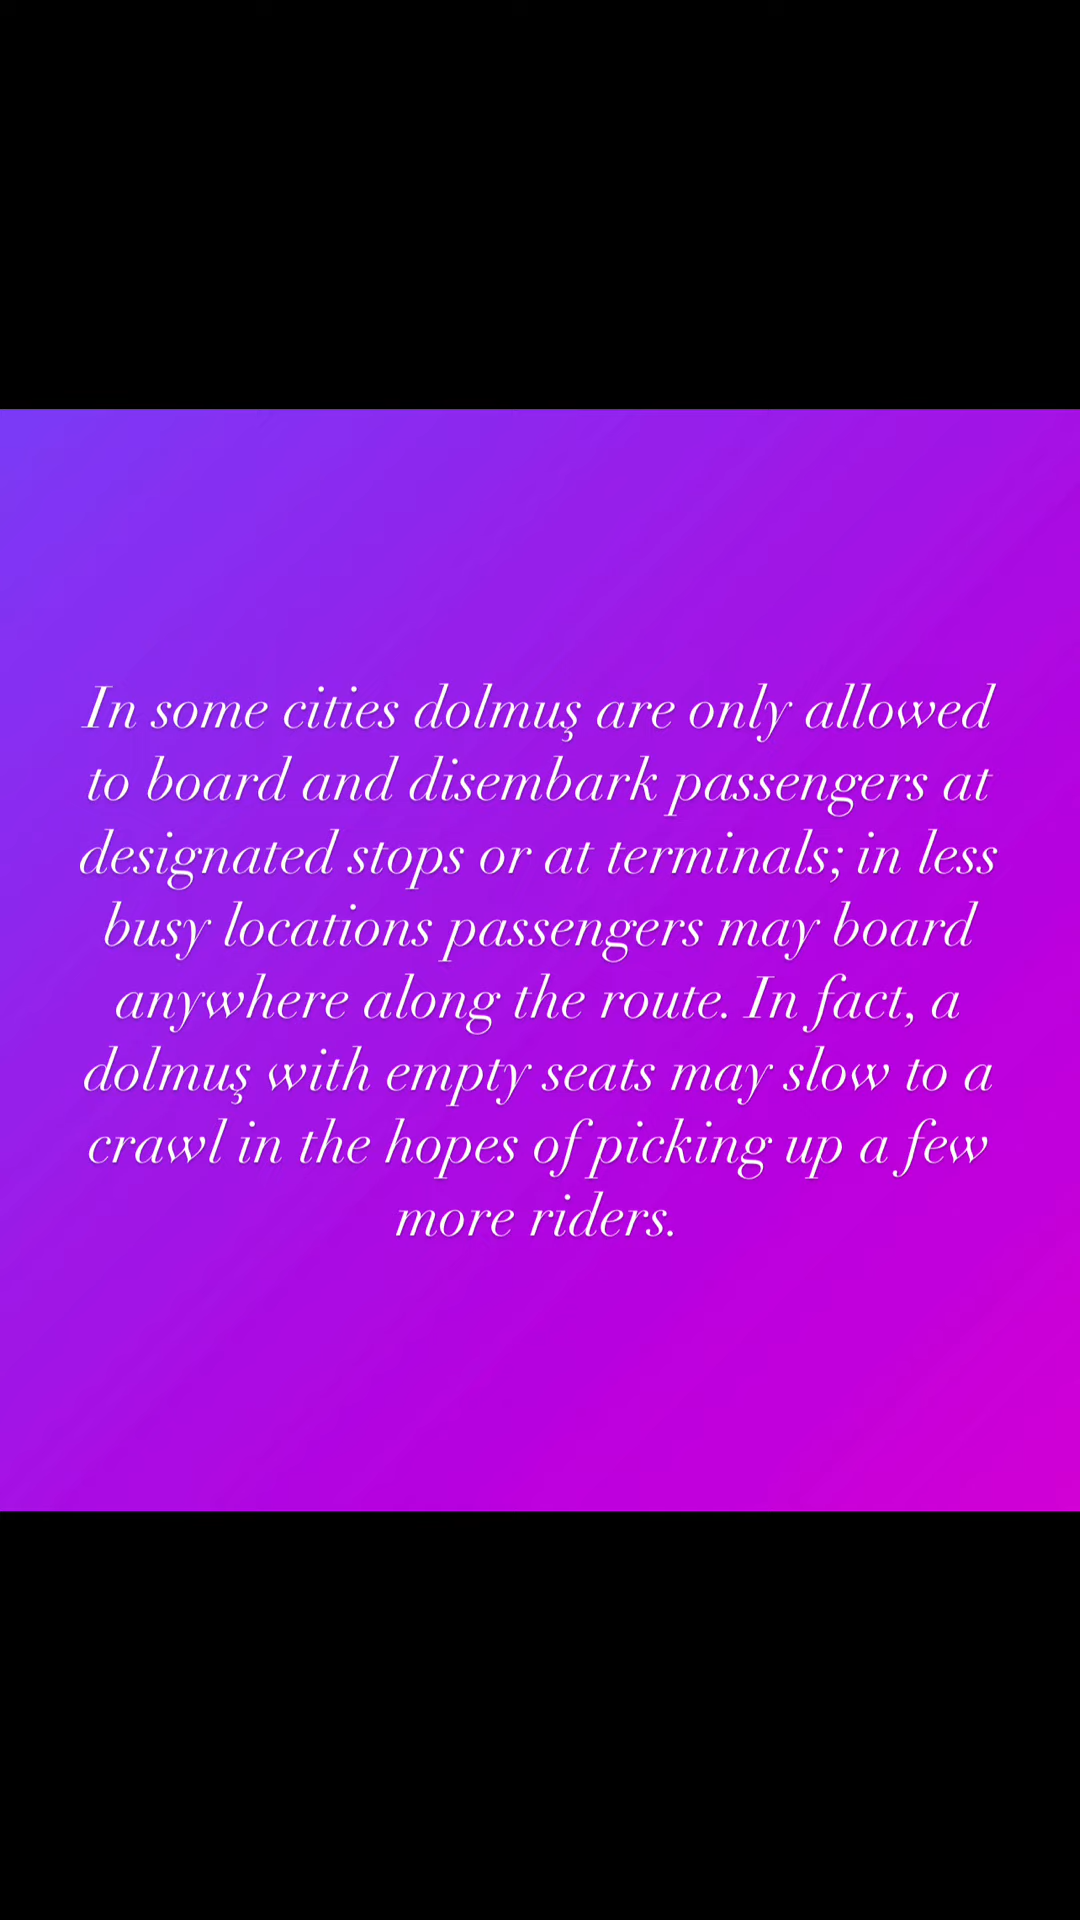 In some cities dolmuş are only allowed
to board and disembark passengers at
designated stops or at terminals; in less
busy locations passengers may board
anywhere along the route. In fact, a
dolmuş with empty seats may slow to a
crawl in the hopes of picking up a few
more riders.